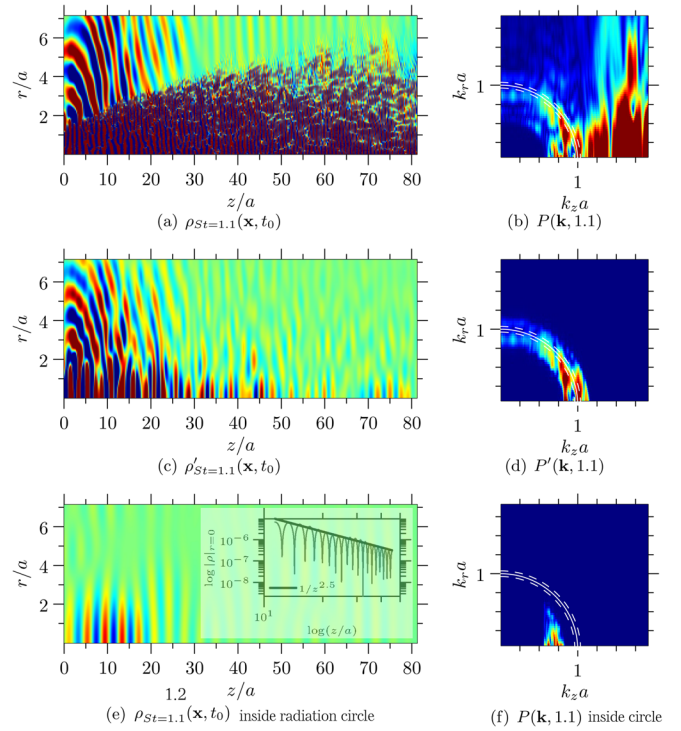 6
4
2
r/a
0 10 20 30 40 50 60 70 80
z/a
(a) ρ_{St=1.1}(x, t_0)
1
k_r a
1
k_z a
(b) P(k, 1.1)
6
4
2
r/a
0 10 20 30 40 50 60 70 80
z/a
(c) ρ′_{St=1.1}(x, t_0)
1
k_r a
1
k_z a
(d) P′(k, 1.1)
6
4
2
r/a
log |ρ|_{r=0}
10^{-6}
10^{-7}
10^{-8}
1/z^{2.5}
10^1
log(z/a)
0 10 20 30 40 50 60 70 80
1.2
z/a
(e) ρ_{St=1.1}(x, t_0) inside radiation circle
1
k_r a
1
k_z a
(f) P(k, 1.1) inside circle